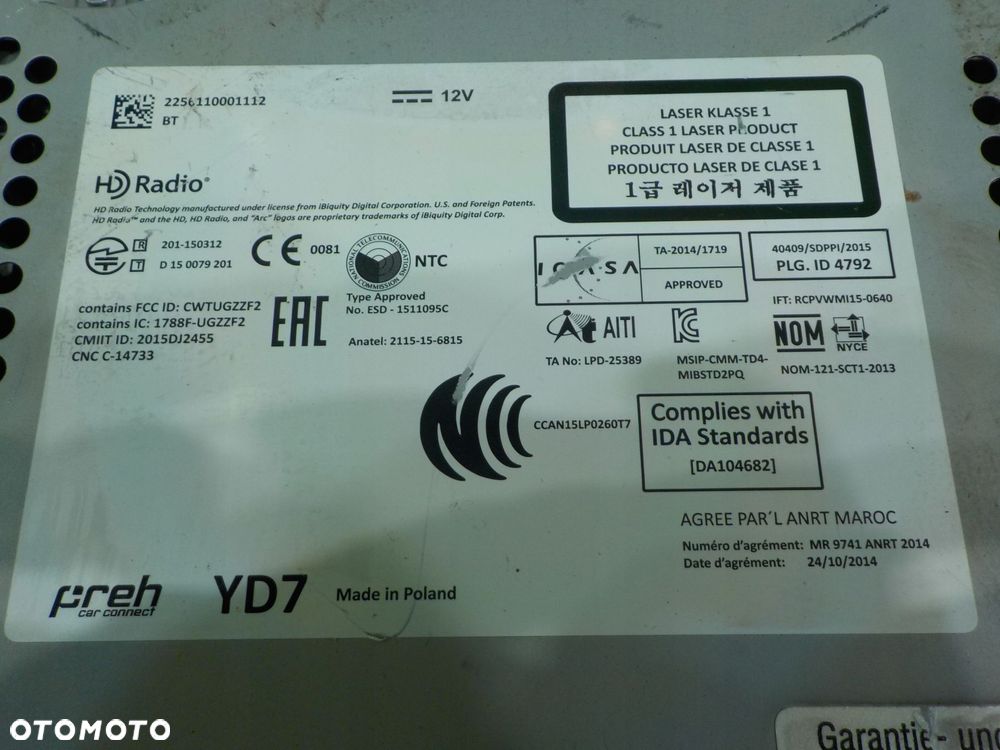 2256110001112
BT
12V
LASER KLASSE 1
CLASS 1 LASER PRODUCT
PRODUIT LASER DE CLASSE 1
PRODUCTO LASER DE CLASE 1
1급 레이저 제품
HD Radio®
HD Radio Technology manufactured under license from iBiquity Digital Corporation. U.S. and Foreign Patents.
HD Radio™ and the HD, HD Radio, and "Arc" logos are proprietary trademarks of iBiquity Digital Corp.
R 201-150312
T D 15 0079 201
CE 0081
NATIONAL TELECOMMUNICATIONS COMMISSION
NTC
Type Approved
No. ESD - 1511095C
Anatel: 2115-15-6815
contains FCC ID: CWTUGZZF2
contains IC: 1788F-UGZZF2
CMIIT ID: 2015DJ2455
CNC C-14733
EAC
ICASA
TA-2014/1719
APPROVED
40409/SDPPI/2015
PLG. ID 4792
IFT: RCPVWMI15-0640
AITI
TA No: LPD-25389
MSIP-CMM-TD4-
MIBSTD2PQ
NOM
NYCE
NOM-121-SCT1-2013
CCAN15LP0260T7
Complies with
IDA Standards
[DA104682]
AGREE PAR´L ANRT MAROC
Numéro d'agrément: MR 9741 ANRT 2014
Date d'agrément: 24/10/2014
preh
car connect
YD7
Made in Poland
Garantie- und
OTOMOTO